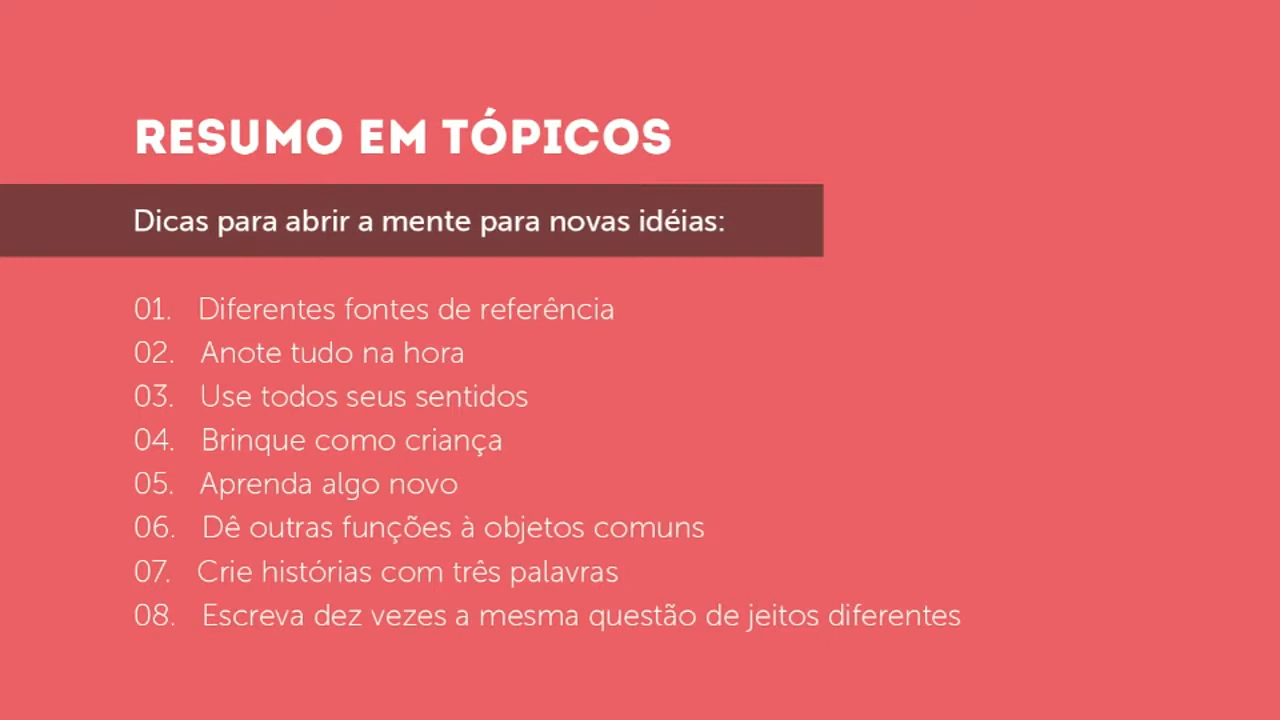 RESUMO EM TÓPICOS
Dicas para abrir a mente para novas idéias:
01. Diferentes fontes de referência
02. Anote tudo na hora
03. Use todos seus sentidos
04. Brinque como criança
05. Aprenda algo novo
06. Dê outras funções à objetos comuns
07. Crie histórias com três palavras
08. Escreva dez vezes a mesma questão de jeitos diferentes